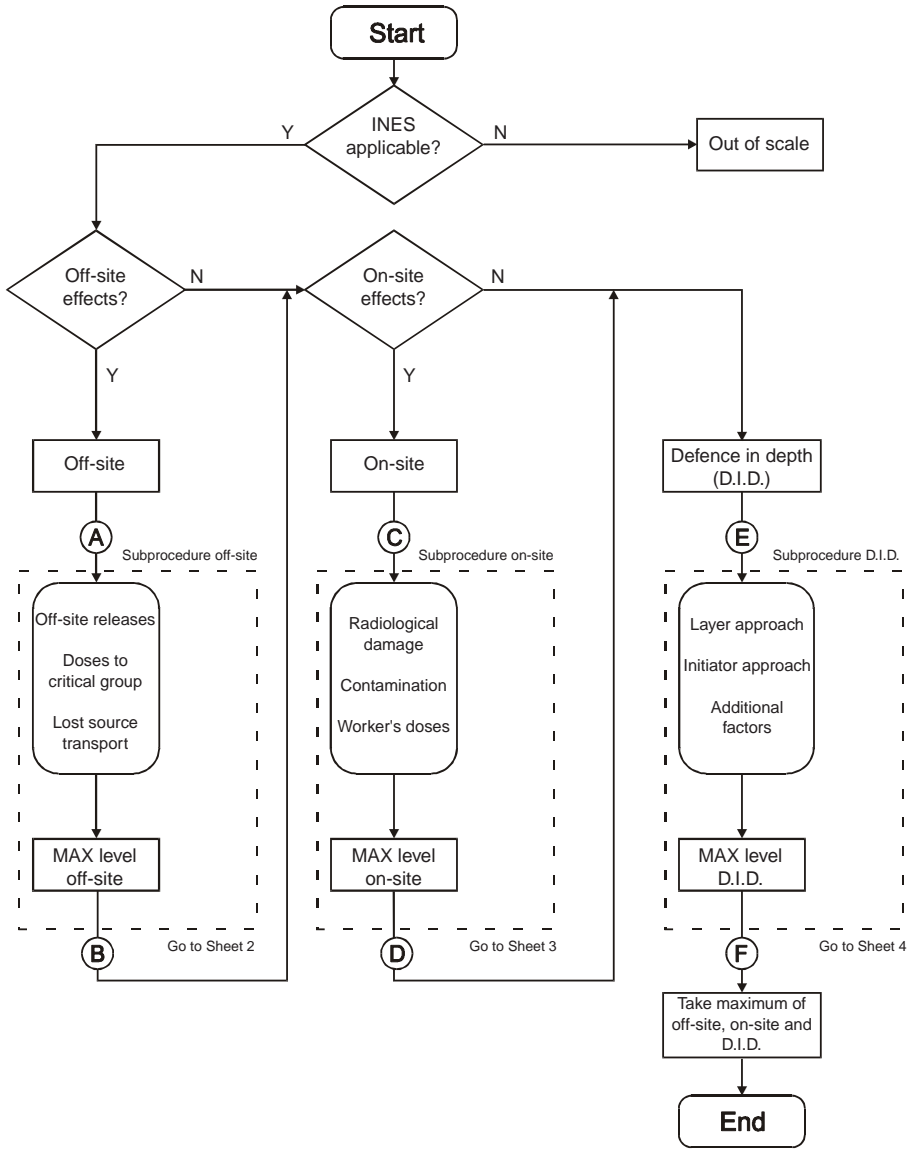 Start
INES
applicable?
Y
N
Out of scale
Off-site
effects?
N
Y
On-site
effects?
N
Y
Off-site
On-site
Defence in depth
(D.I.D.)
A
Subprocedure off-site
C
Subprocedure on-site
E
Subprocedure D.I.D.
Off-site releases
Doses to
critical group
Lost source
transport
Radiological
damage
Contamination
Worker's doses
Layer approach
Initiator approach
Additional
factors
MAX level
off-site
MAX level
on-site
MAX level
D.I.D.
B
Go to Sheet 2
D
Go to Sheet 3
F
Go to Sheet 4
Take maximum of
off-site, on-site and
D.I.D.
End